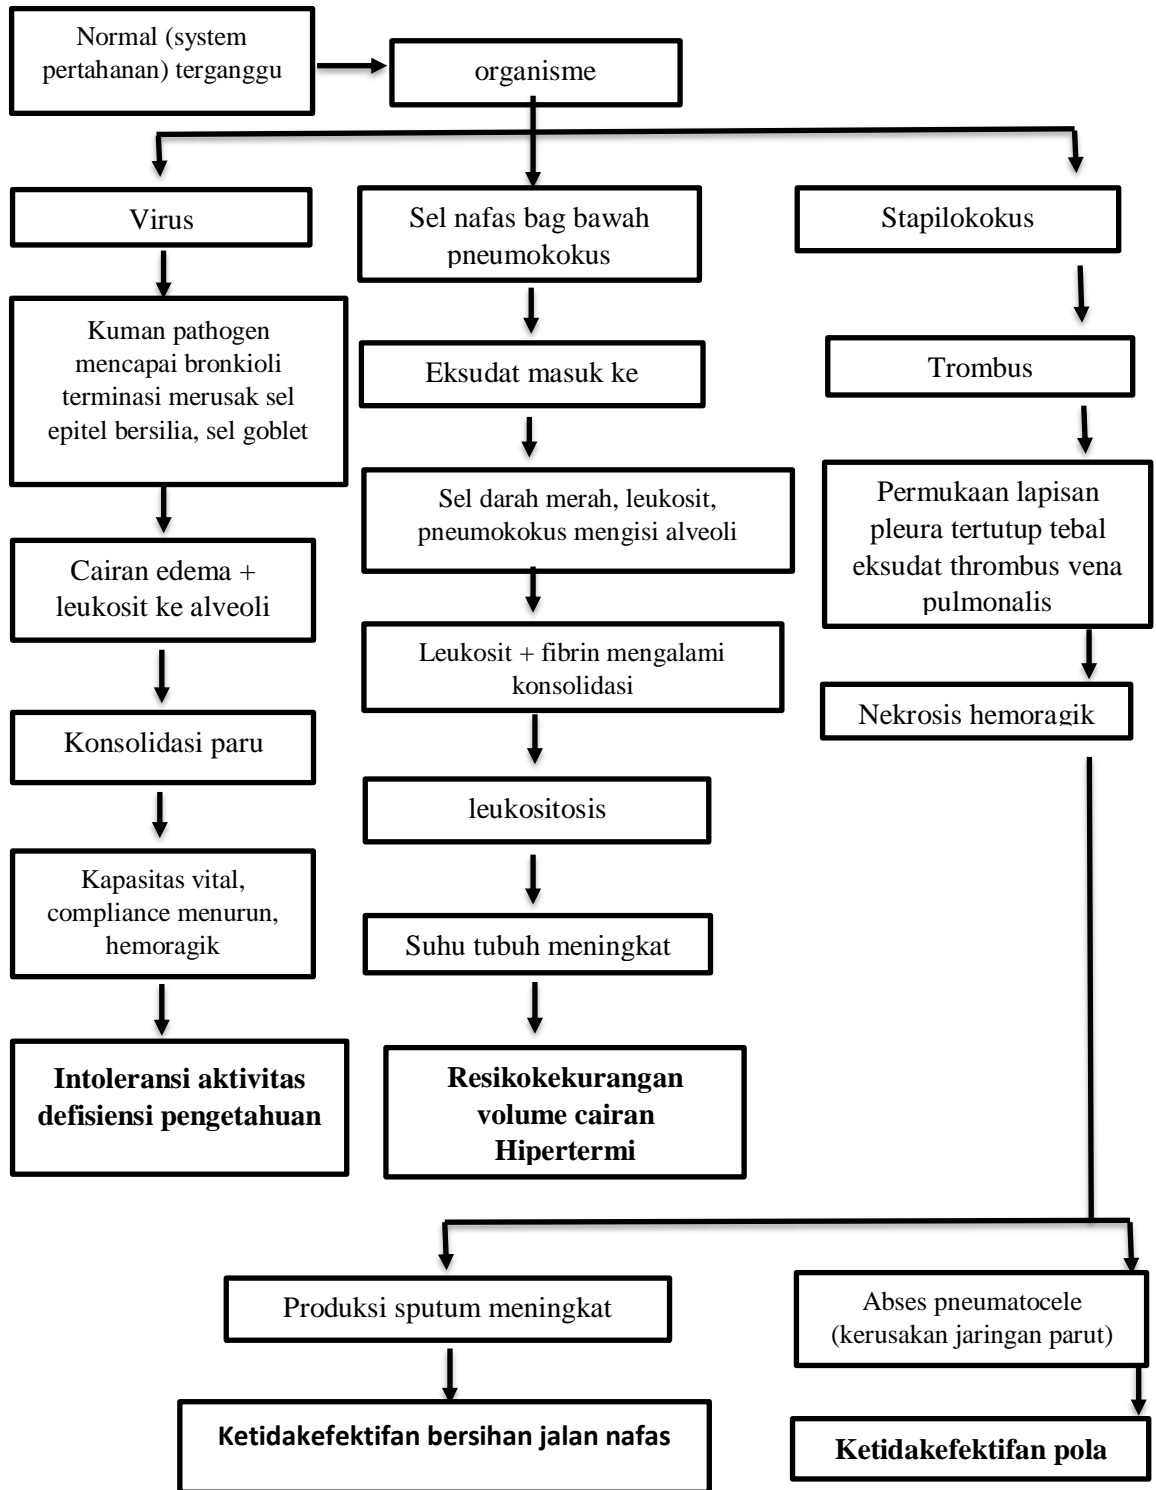 Normal (system
pertahanan) terganggu
organisme
Virus
Sel nafas bag bawah
pneumokokus
Stapilokokus
Kuman pathogen
mencapai bronkioli
terminasi merusak sel
epitel bersilia, sel goblet
Eksudat masuk ke
Trombus
Sel darah merah, leukosit,
pneumokokus mengisi alveoli
Permukaan lapisan
pleura tertutup tebal
eksudat thrombus vena
pulmonalis
Cairan edema +
leukosit ke alveoli
Leukosit + fibrin mengalami
konsolidasi
Nekrosis hemoragik
Konsolidasi paru
leukositosis
Kapasitas vital,
compliance menurun,
hemoragik
Suhu tubuh meningkat
Intoleransi aktivitas
defisiensi pengetahuan
Resikokekurangan
volume cairan
Hipertermi
Produksi sputum meningkat
Abses pneumatocele
(kerusakan jaringan parut)
Ketidakefektifan bersihan jalan nafas
Ketidakefektifan pola